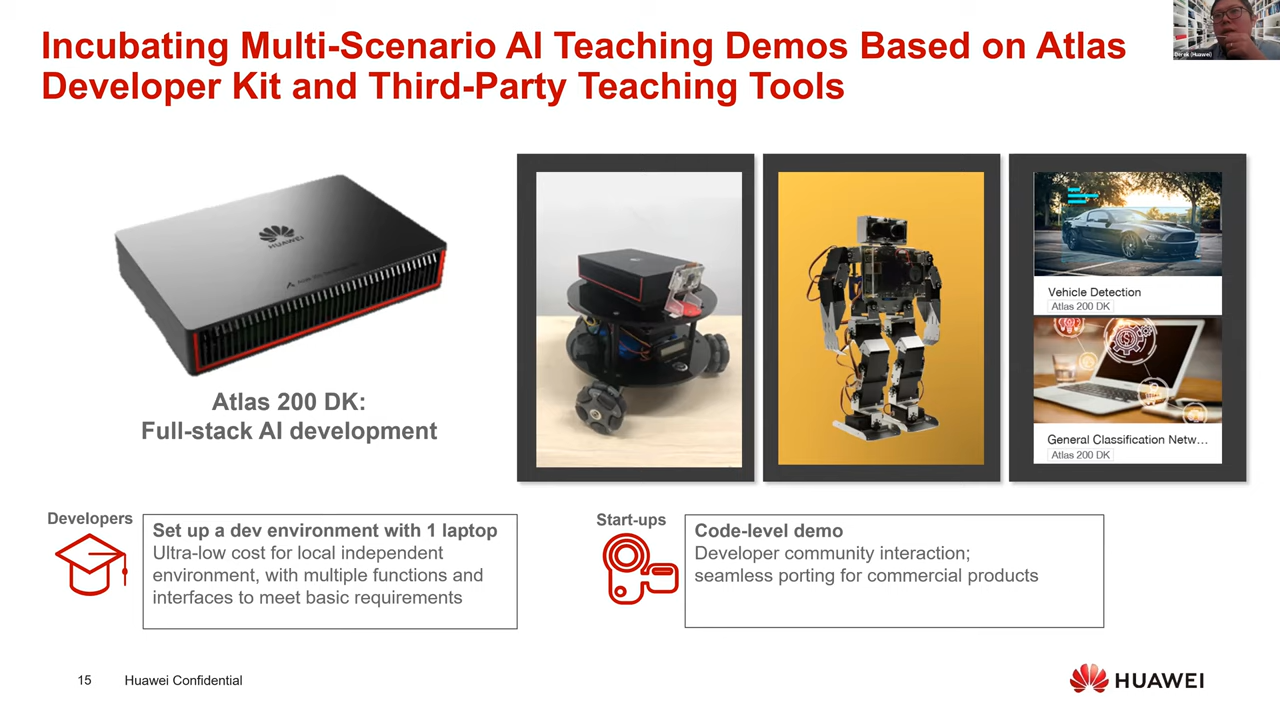 Incubating Multi-Scenario AI Teaching Demos Based on Atlas
Developer Kit and Third-Party Teaching Tools
Derek (Huawei)
HUAWEI
Atlas 200 DK:
Full-stack AI development
Vehicle Detection
Atlas 200 DK
General Classification Netw...
Atlas 200 DK
Developers
Set up a dev environment with 1 laptop
Ultra-low cost for local independent
environment, with multiple functions and
interfaces to meet basic requirements
Start-ups
Code-level demo
Developer community interaction;
seamless porting for commercial products
15
Huawei Confidential
HUAWEI